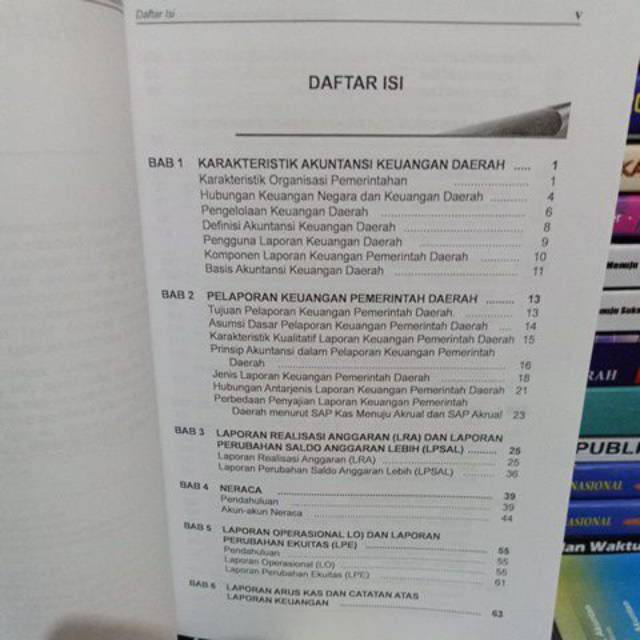 Daftar Isi v
DAFTAR ISI
BAB 1 KARAKTERISTIK AKUNTANSI KEUANGAN DAERAH ..... 1
Karakteristik Organisasi Pemerintahan ..................... 1
Hubungan Keuangan Negara dan Keuangan Daerah .......... 4
Pengelolaan Keuangan Daerah ..................... 6
Definisi Akuntansi Keuangan Daerah ..................... 8
Pengguna Laporan Keuangan Daerah ..................... 9
Komponen Laporan Keuangan Pemerintah Daerah .......... 10
Basis Akuntansi Keuangan Daerah ..................... 11
BAB 2 PELAPORAN KEUANGAN PEMERINTAH DAERAH ........ 13
Tujuan Pelaporan Keuangan Pemerintah Daerah. .......... 13
Asumsi Dasar Pelaporan Keuangan Pemerintah Daerah ..... 14
Karakteristik Kualitatif Laporan Keuangan Pemerintah Daerah 15
Prinsip Akuntansi dalam Pelaporan Keuangan Pemerintah
Daerah ..................... 16
Jenis Laporan Keuangan Pemerintah Daerah .......... 18
Hubungan Antarjenis Laporan Keuangan Pemerintah Daerah 21
Perbedaan Penyajian Laporan Keuangan Pemerintah
Daerah menurut SAP Kas Menuju Akrual dan SAP Akrual 23
BAB 3 LAPORAN REALISASI ANGGARAN (LRA) DAN LAPORAN
PERUBAHAN SALDO ANGGARAN LEBIH (LPSAL) ......... 25
Laporan Realisasi Anggaran (LRA) ..................... 25
Laporan Perubahan Saldo Anggaran Lebih (LPSAL) .......... 36
BAB 4 NERACA ..................... 39
Pendahuluan ..................... 39
Akun-akun Neraca ..................... 44
BAB 5 LAPORAN OPERASIONAL LO) DAN LAPORAN
PERUBAHAN EKUITAS (LPE) ..................... 55
Pendahuluan ..................... 55
Laporan Operasional (LO) ..................... 55
Laporan Perubahan Ekuitas (LPE) ..................... 61
BAB 6 LAPORAN ARUS KAS DAN CATATAN ATAS
LAPORAN KEUANGAN ..................... 63
KA
Menuju
RAH
PUBLI
NASIONAL
ASIONAL
an Waktu